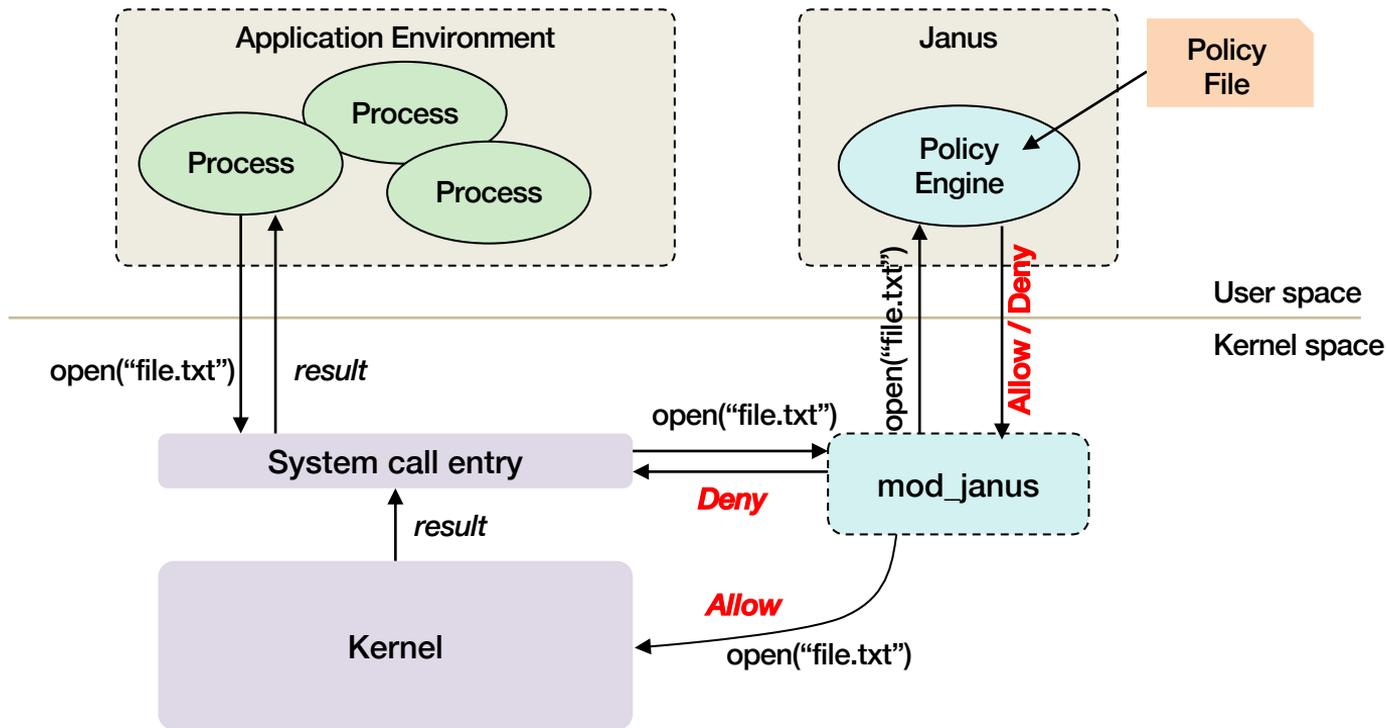 Application Environment
Janus
Policy
File
Process
Process
Process
Policy
Engine
User space
Kernel space
open(“file.txt”)
result
open(“file.txt”)
Allow / Deny
open(“file.txt”)
System call entry
Deny
mod_janus
result
Allow
Kernel
open(“file.txt”)